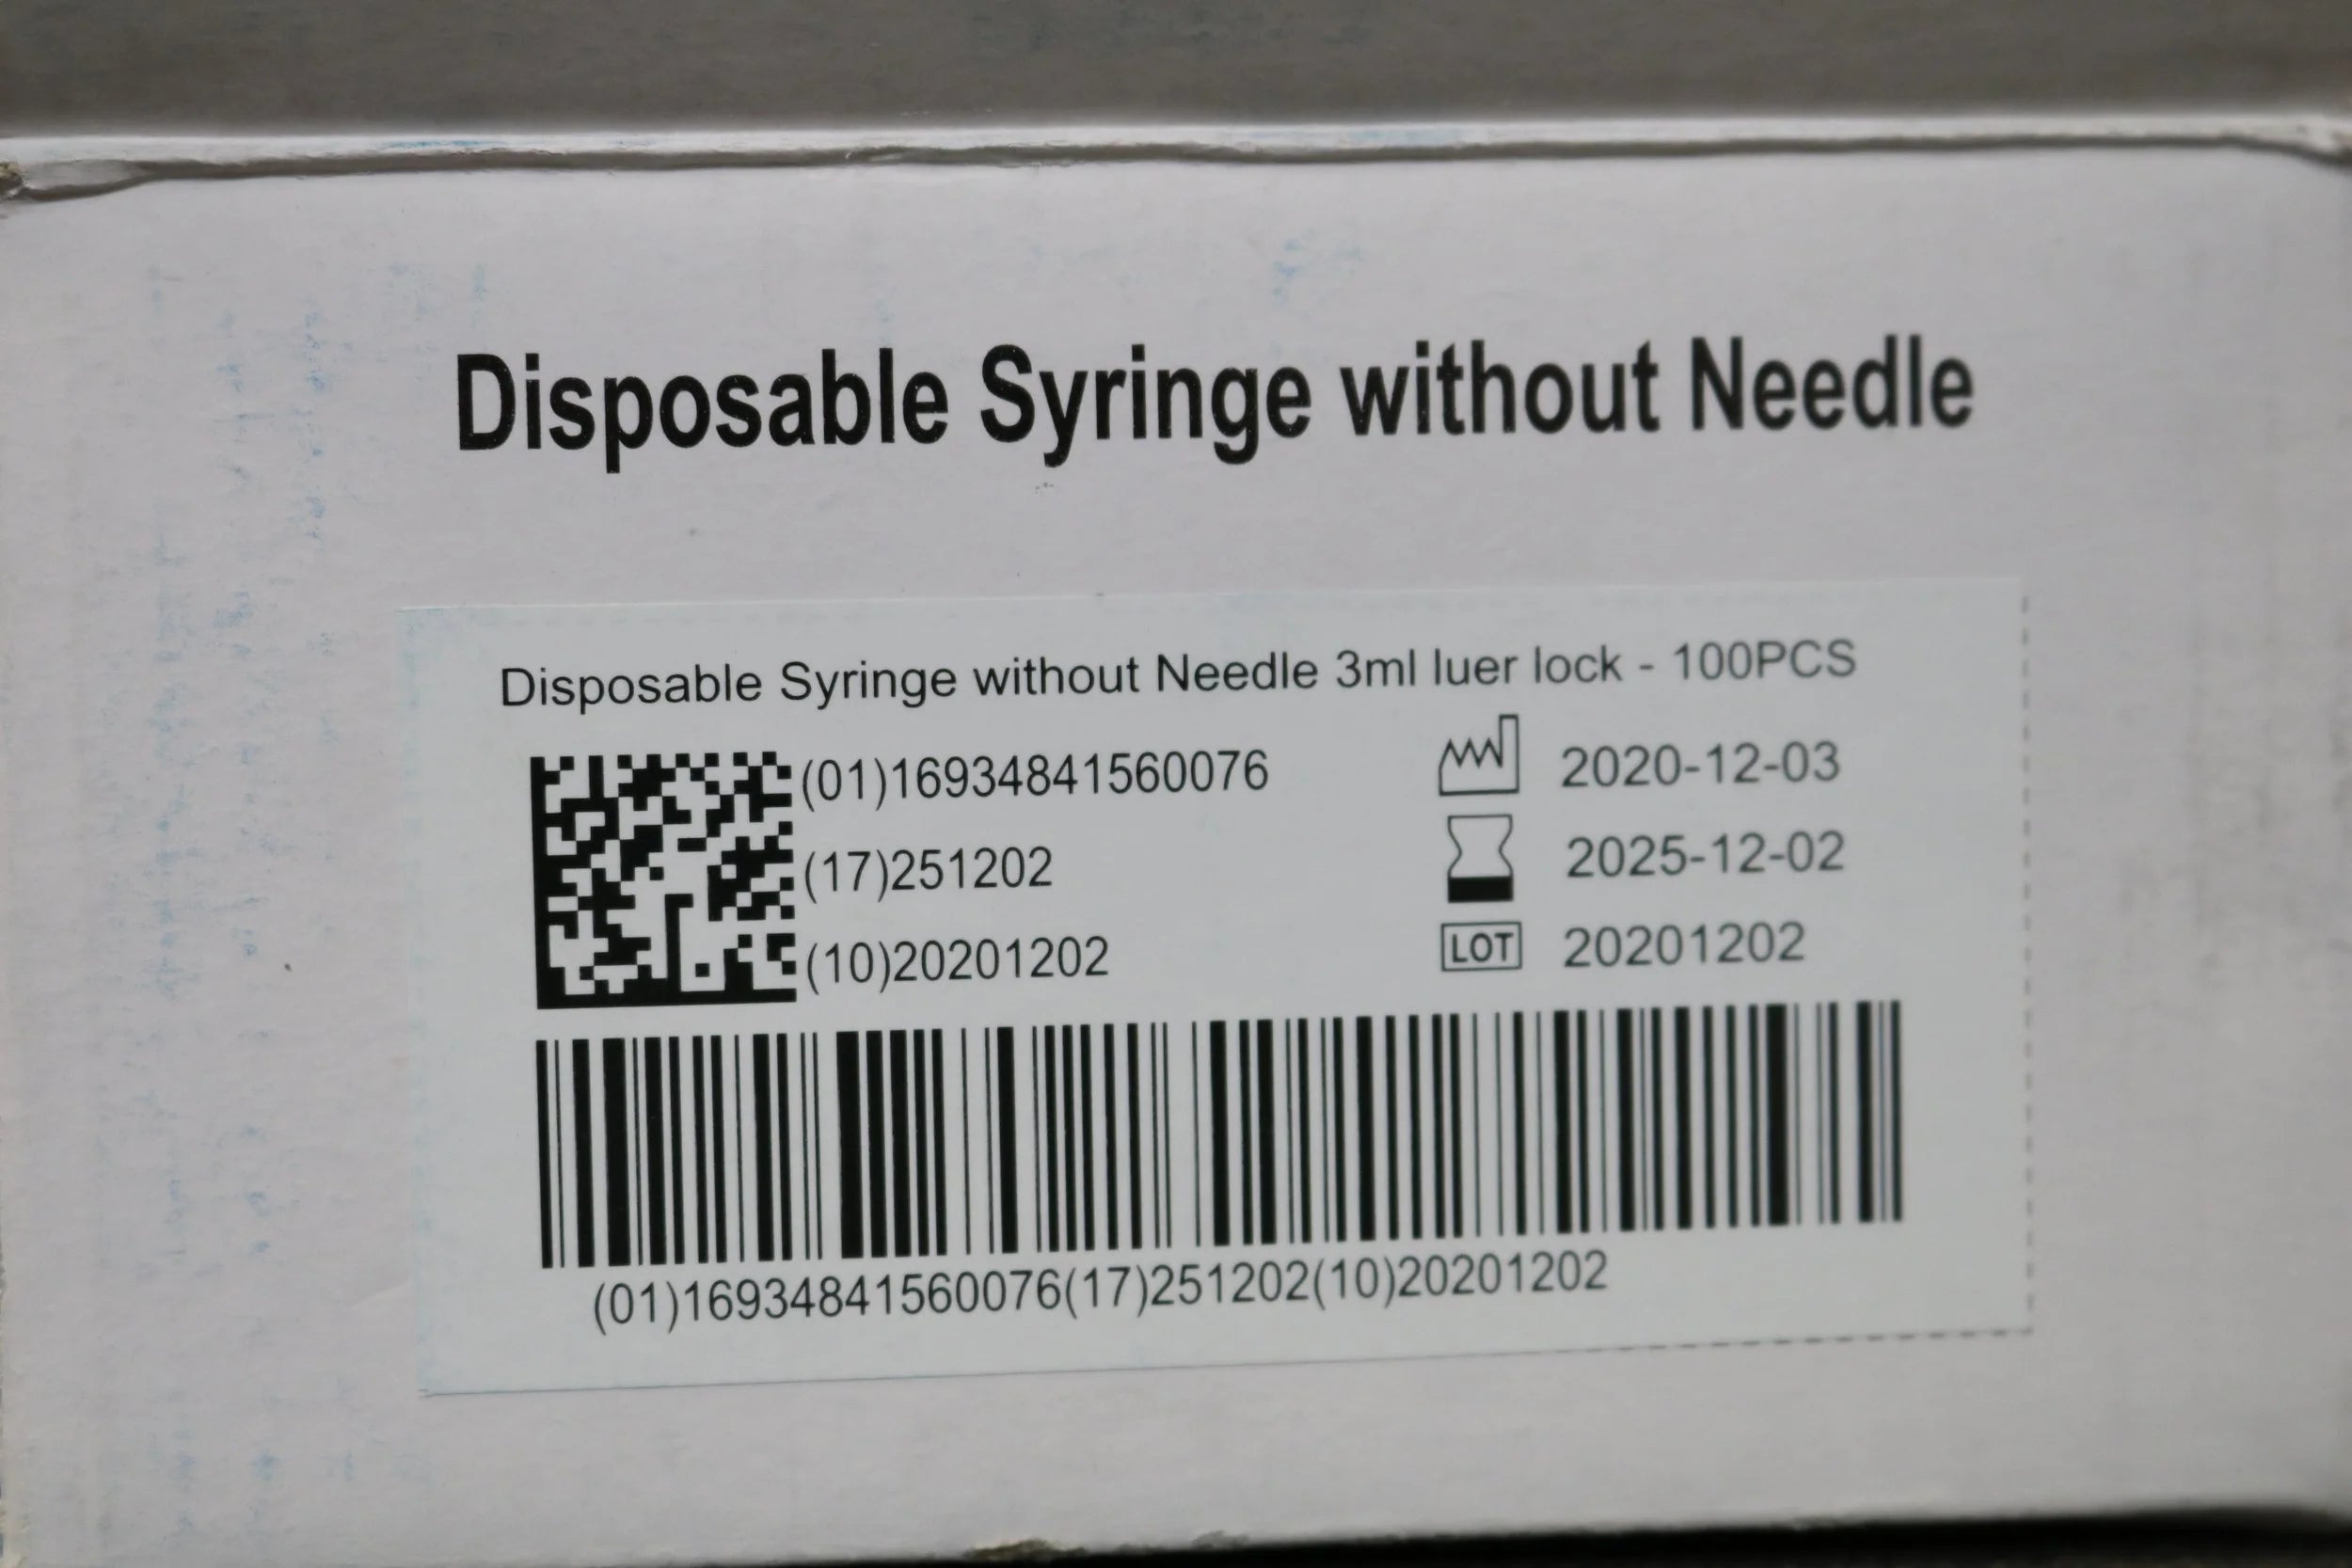 Disposable Syringe without Needle
Disposable Syringe without Needle 3ml luer lock - 100PCS
(01)16934841560076
(17)251202
(10)20201202
2020-12-03
2025-12-02
LOT 20201202
(01)16934841560076(17)251202(10)20201202